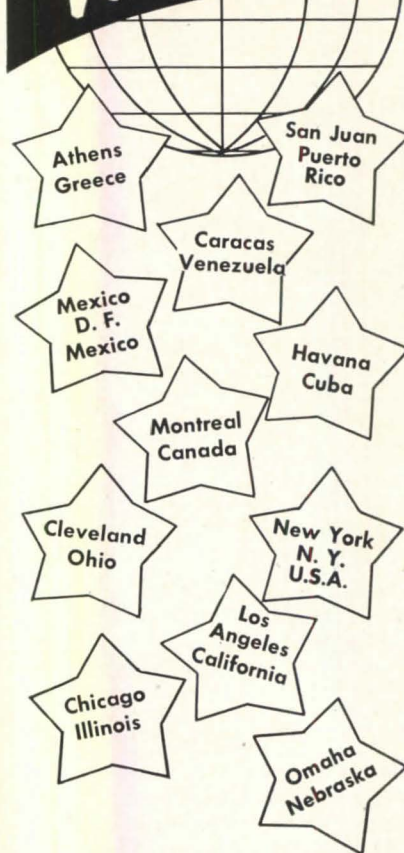 Athens
Greece
San Juan
Puerto
Rico
Caracas
Venezuela
Mexico
D. F.
Mexico
Havana
Cuba
Montreal
Canada
Cleveland
Ohio
New York
N. Y.
U.S.A.
Los
Angeles
California
Chicago
Illinois
Omaha
Nebraska